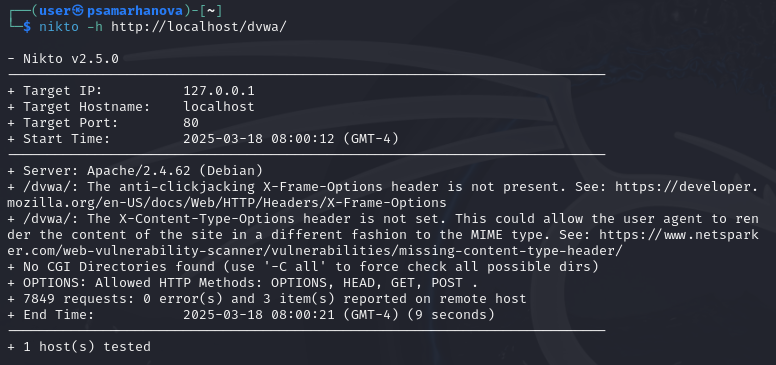 ┌──(user㉿psamarhanova)-[~]
└─$ nikto -h http://localhost/dvwa/
- Nikto v2.5.0
---------------------------------------------------------------------------
+ Target IP:          127.0.0.1
+ Target Hostname:    localhost
+ Target Port:        80
+ Start Time:         2025-03-18 08:00:12 (GMT-4)
---------------------------------------------------------------------------
+ Server: Apache/2.4.62 (Debian)
+ /dvwa/: The anti-clickjacking X-Frame-Options header is not present. See: https://developer.
mozilla.org/en-US/docs/Web/HTTP/Headers/X-Frame-Options
+ /dvwa/: The X-Content-Type-Options header is not set. This could allow the user agent to ren
der the content of the site in a different fashion to the MIME type. See: https://www.netspark
er.com/web-vulnerability-scanner/vulnerabilities/missing-content-type-header/
+ No CGI Directories found (use '-C all' to force check all possible dirs)
+ OPTIONS: Allowed HTTP Methods: OPTIONS, HEAD, GET, POST .
+ 7849 requests: 0 error(s) and 3 item(s) reported on remote host
+ End Time:           2025-03-18 08:00:21 (GMT-4) (9 seconds)
---------------------------------------------------------------------------
+ 1 host(s) tested